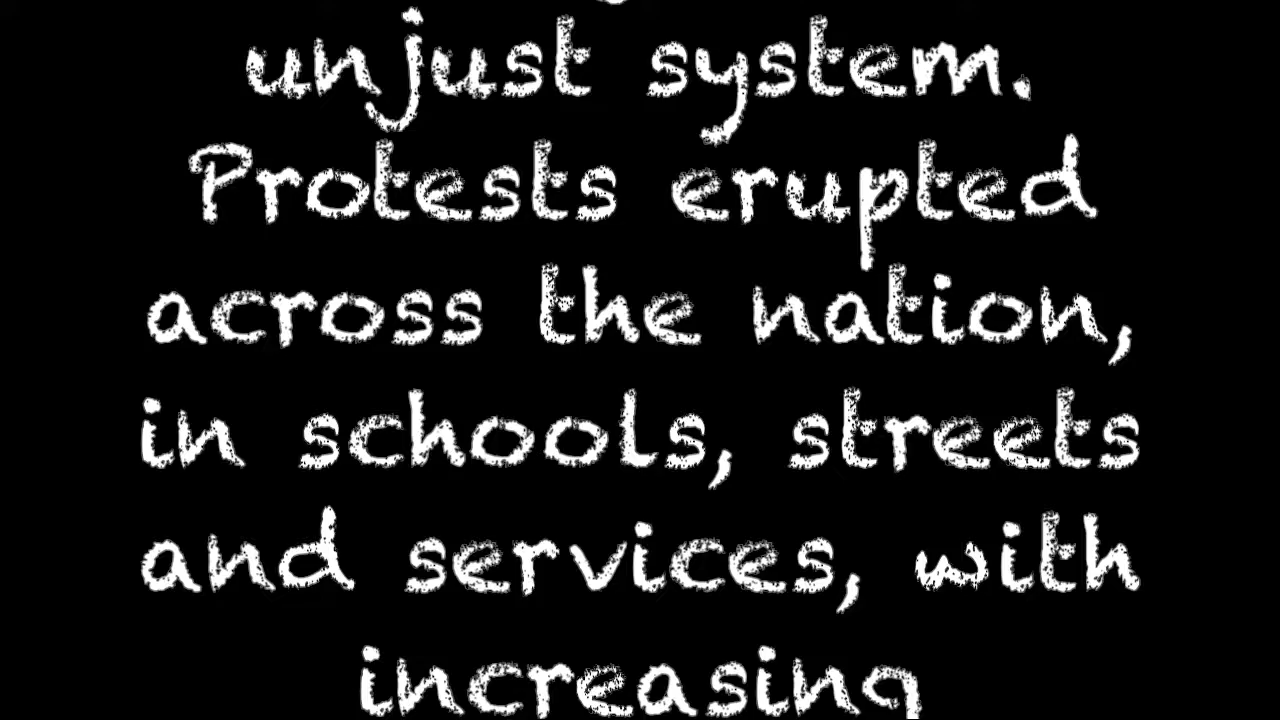 unjust system.
Protests erupted
across the nation,
in schools, streets
and services, with
increasing